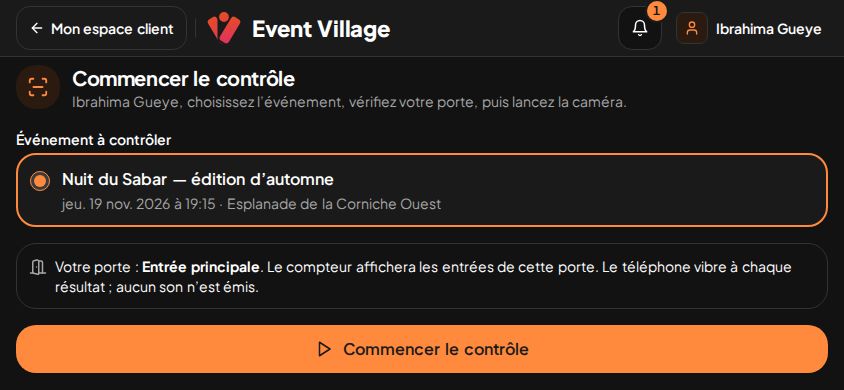 Mon espace client
Event Village
1
Ibrahima Gueye
Commencer le contrôle
Ibrahima Gueye, choisissez l’événement, vérifiez votre porte, puis lancez la caméra.
Événement à contrôler
Nuit du Sabar — édition d’automne
jeu. 19 nov. 2026 à 19:15 · Esplanade de la Corniche Ouest
Votre porte : Entrée principale. Le compteur affichera les entrées de cette porte. Le téléphone vibre à chaque
résultat ; aucun son n’est émis.
Commencer le contrôle